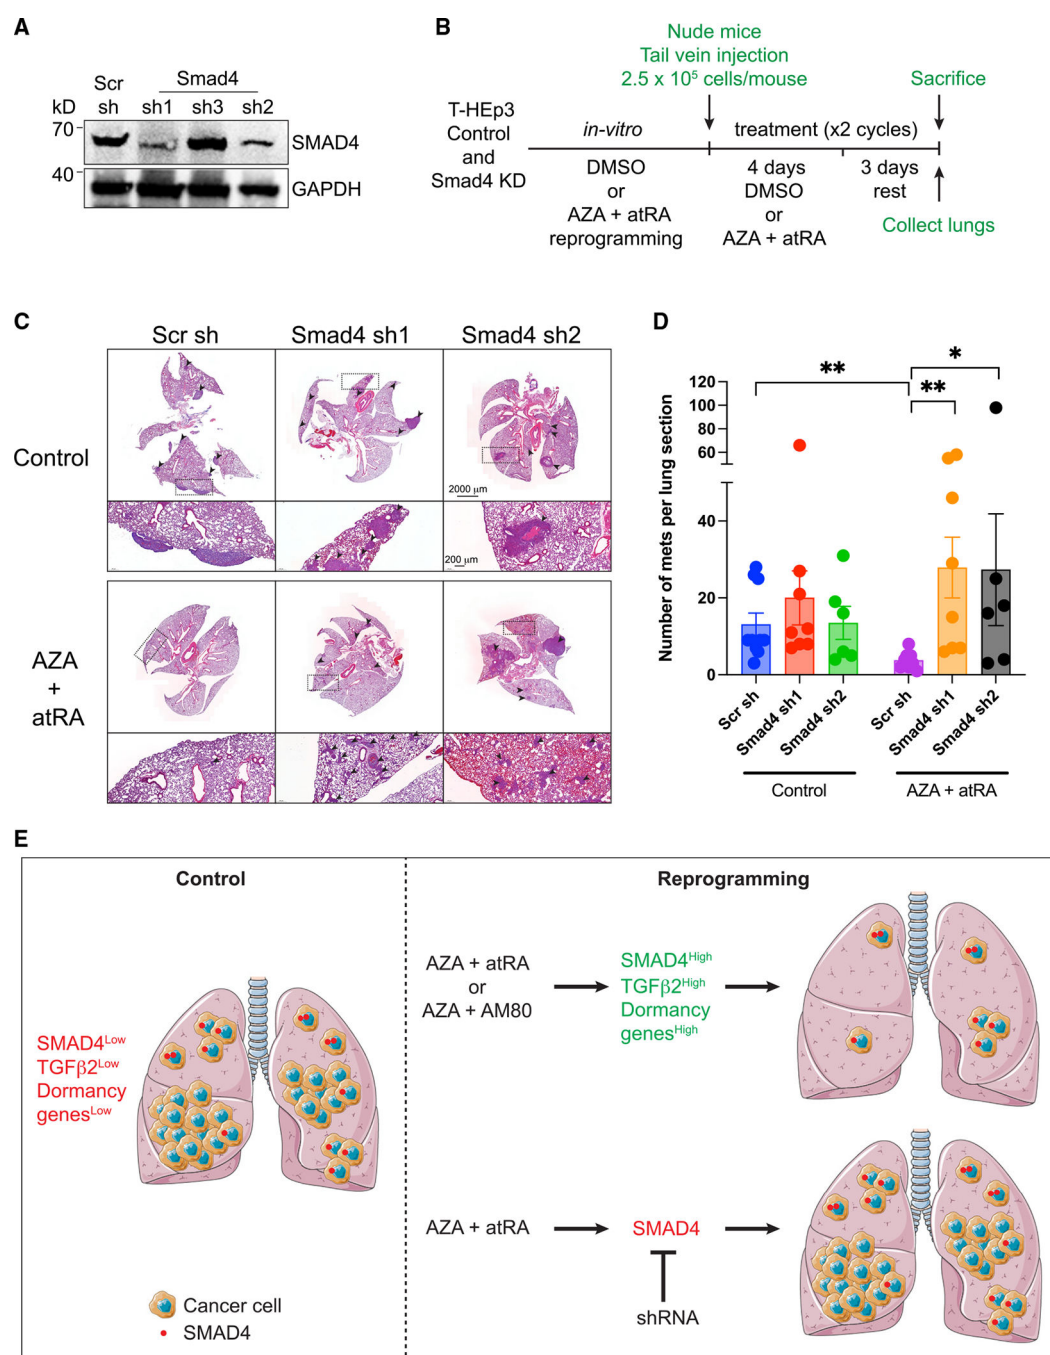 A
Scr
sh
Smad4
sh1 sh3 sh2
kD
70
SMAD4
40
GAPDH
B
Nude mice
Tail vein injection
2.5 x 10⁵ cells/mouse
Sacrifice
T-HEp3
Control
and
Smad4 KD
in-vitro
treatment (x2 cycles)
DMSO
or
AZA + atRA
reprogramming
4 days
DMSO
or
AZA + atRA
3 days
rest
Collect lungs
C
Scr sh Smad4 sh1 Smad4 sh2
Control
2000 μm
200 μm
AZA
+
atRA
D
Number of mets per lung section
120
100
80
60
40
20
0
**
*
**
Scr sh
Smad4 sh1
Smad4 sh2
Scr sh
Smad4 sh1
Smad4 sh2
Control
AZA + atRA
E
Control
SMAD4Low
TGFβ2Low
Dormancy
genesLow
Cancer cell
SMAD4
Reprogramming
AZA + atRA
or
AZA + AM80
SMAD4High
TGFβ2High
Dormancy
genesHigh
AZA + atRA
SMAD4
shRNA